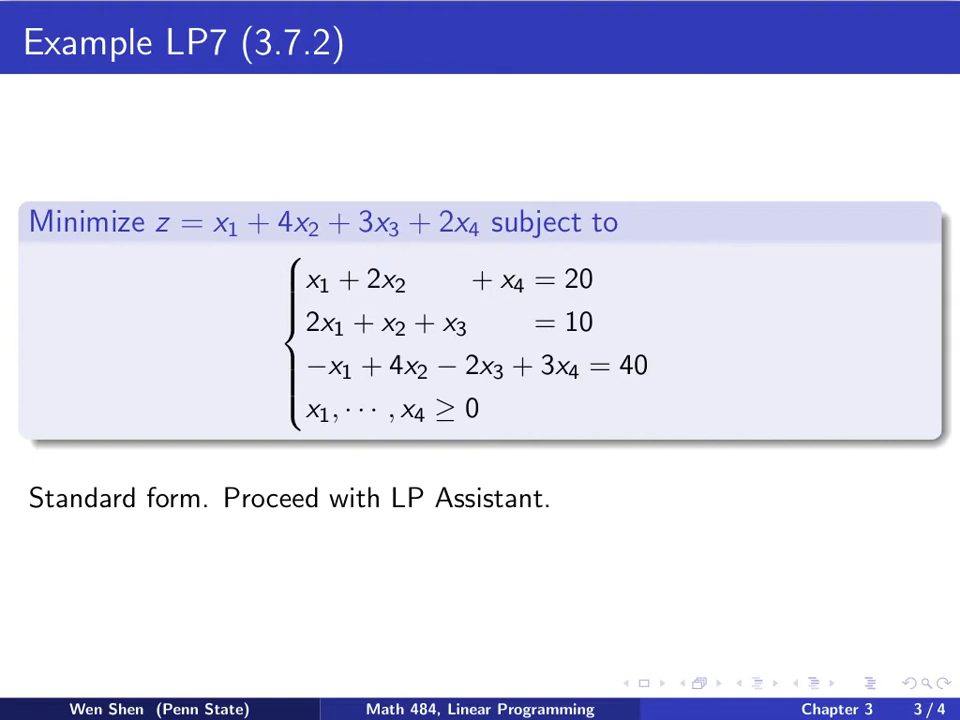 Example LP7 (3.7.2)
Minimize z = x₁ + 4x₂ + 3x₃ + 2x₄ subject to
x₁ + 2x₂ + x₄ = 20
2x₁ + x₂ + x₃ = 10
−x₁ + 4x₂ − 2x₃ + 3x₄ = 40
x₁, ⋯ , x₄ ≥ 0
Standard form. Proceed with LP Assistant.
Wen Shen (Penn State) Math 484, Linear Programming Chapter 3 3 / 4